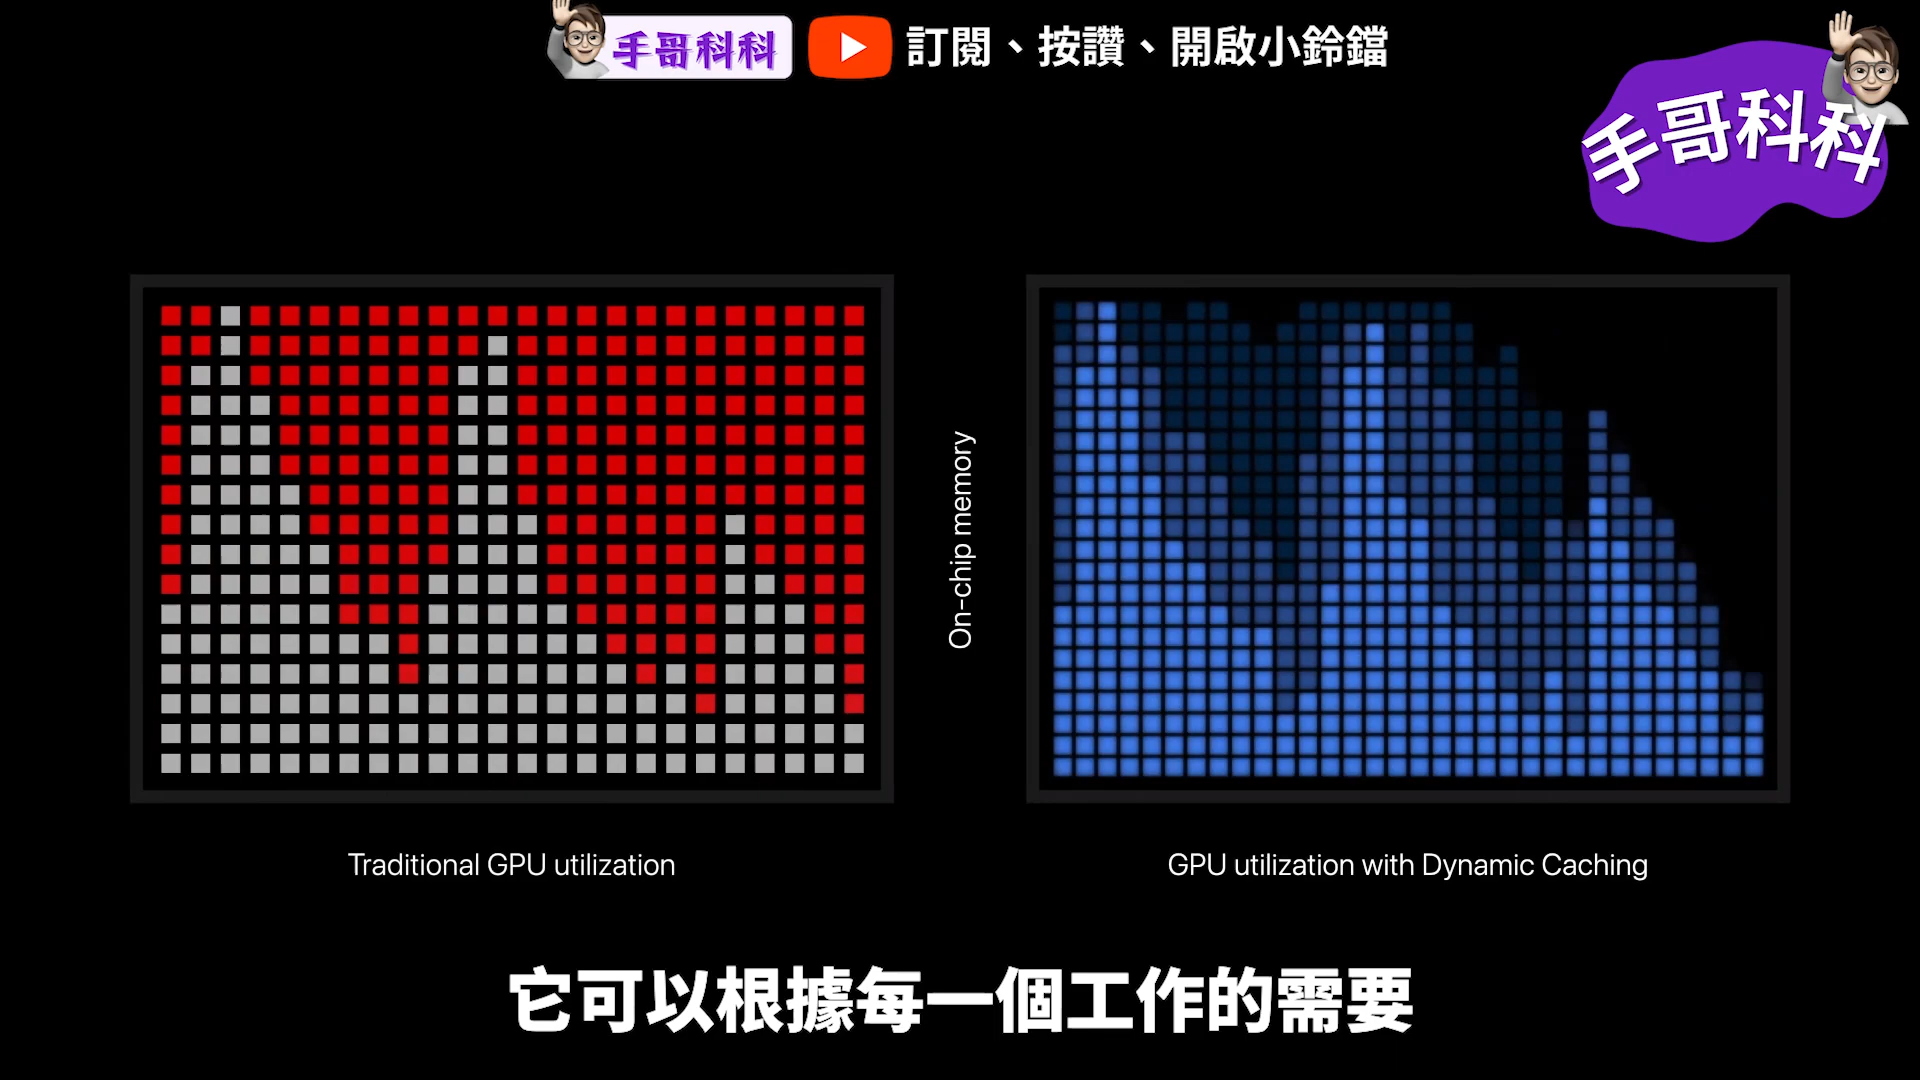 手哥科科
訂閱、按讚、開啟小鈴鐺
手哥科科
On-chip memory
Traditional GPU utilization
GPU utilization with Dynamic Caching
它可以根據每一個工作的需要